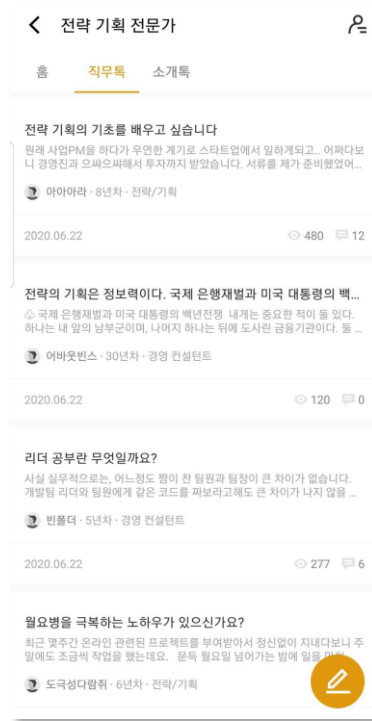 전략 기획 전문가
홈 직무톡 소개톡
전략 기획의 기초를 배우고 싶습니다
원래 사업PM을 하다가 우연한 계기로 스타트업에서 일하게되고.. 어쩌다보
니 경영진과 으쌰으쌰해서 투자까지 받았습니다. 서류를 제가 준비했었어...
아아아라 · 8년차 · 전략/기획
2020.06.22 480 12
전략의 기획은 정보력이다. 국제 은행재벌과 미국 대통령의 백...
♧ 국제 은행재벌과 미국 대통령의 백년전쟁 내게는 중요한 적이 둘 있다.
하나는 내 앞의 남부군이며, 나머지 하나는 뒤에 도사린 금융기관이다. 둘 ...
어바웃빈스 · 30년차 · 경영 컨설턴트
2020.06.22 120 0
리더 공부란 무엇일까요?
사실 실무적으로는, 어느정도 짬이 찬 팀원과 팀장이 큰 차이가 없습니다.
개발팀 리더와 팀원에게 같은 코드를 짜보라고해도 큰 차이가 나지 않을 ...
빈폴더 · 5년차 · 경영 컨설턴트
2020.06.22 277 6
월요병을 극복하는 노하우가 있으신가요?
최근 몇주간 온라인 관련된 프로젝트를 부여받아서 정신없이 지내다보니 주
말에도 조금씩 작업을 했는데요. 문득 월요일 넘어가는 밤에 일을
도극성다람쥐 · 6년차 · 전략/기획